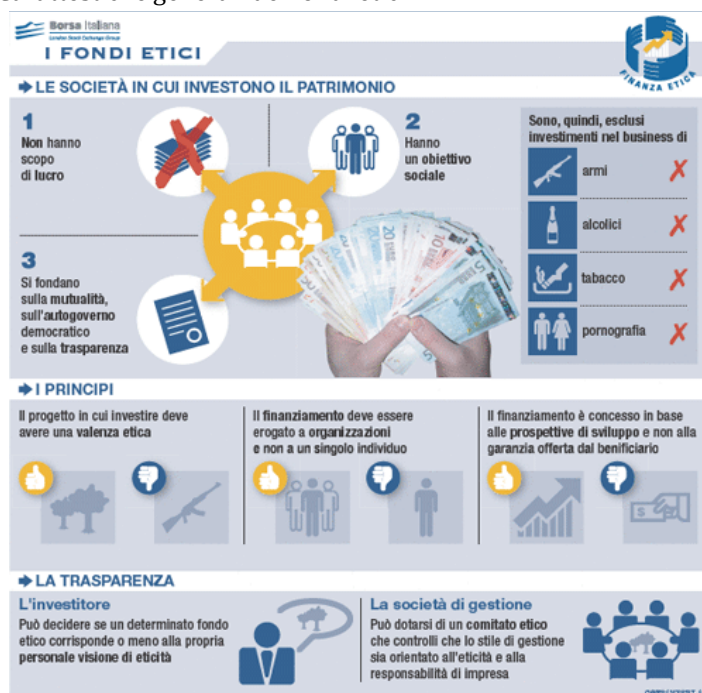 Borsa Italiana
London Stock Exchange Group
I FONDI ETICI
FINANZA ETICA
LE SOCIETÀ IN CUI INVESTONO IL PATRIMONIO
1
Non hanno
scopo
di lucro
2
Hanno
un obiettivo
sociale
3
Si fondano
sulla mutualità,
sull'autogoverno
democratico
e sulla trasparenza
Sono, quindi, esclusi
investimenti nel business di
armi
alcolici
tabacco
pornografia
I PRINCIPI
Il progetto in cui investire deve
avere una valenza etica
Il finanziamento deve essere
erogato a organizzazioni
e non a un singolo individuo
Il finanziamento è concesso in base
alle prospettive di sviluppo e non alla
garanzia offerta dal benificiario
LA TRASPARENZA
L'investitore
Può decidere se un determinato fondo
etico corrisponde o meno alla propria
personale visione di eticità
La società di gestione
Può dotarsi di un comitato etico
che controlli che lo stile di gestione
sia orientato all'eticità e alla
responsabilità di impresa